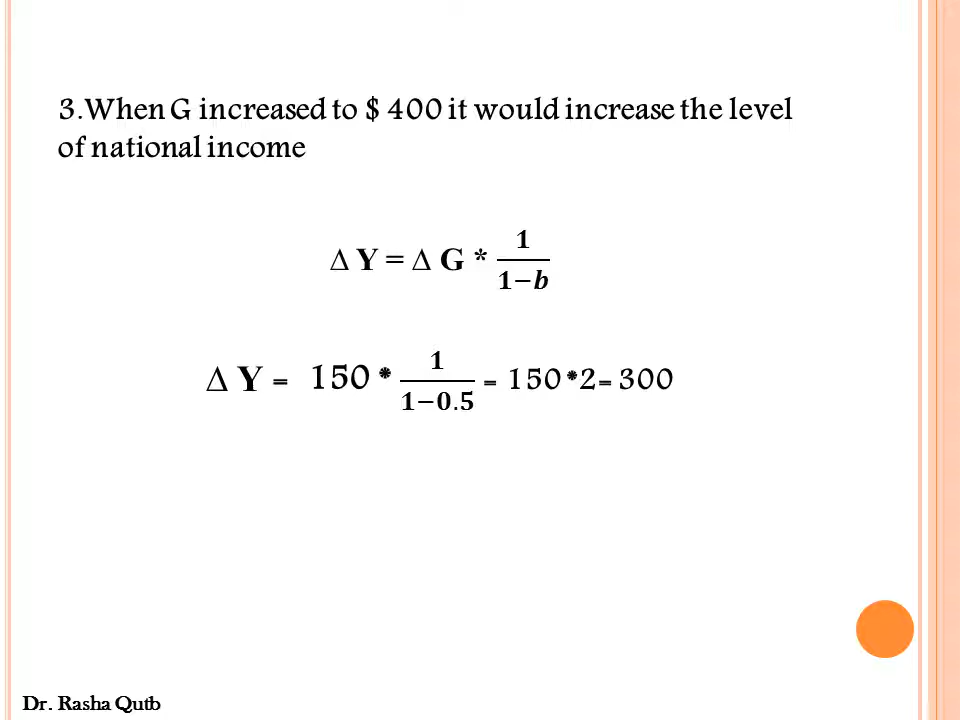 3.When G increased to $ 400 it would increase the level
of national income
Δ Y = Δ G * 1/(1−b)
Δ Y = 150 * 1/(1−0.5) = 150 *2= 300
Dr. Rasha Qutb